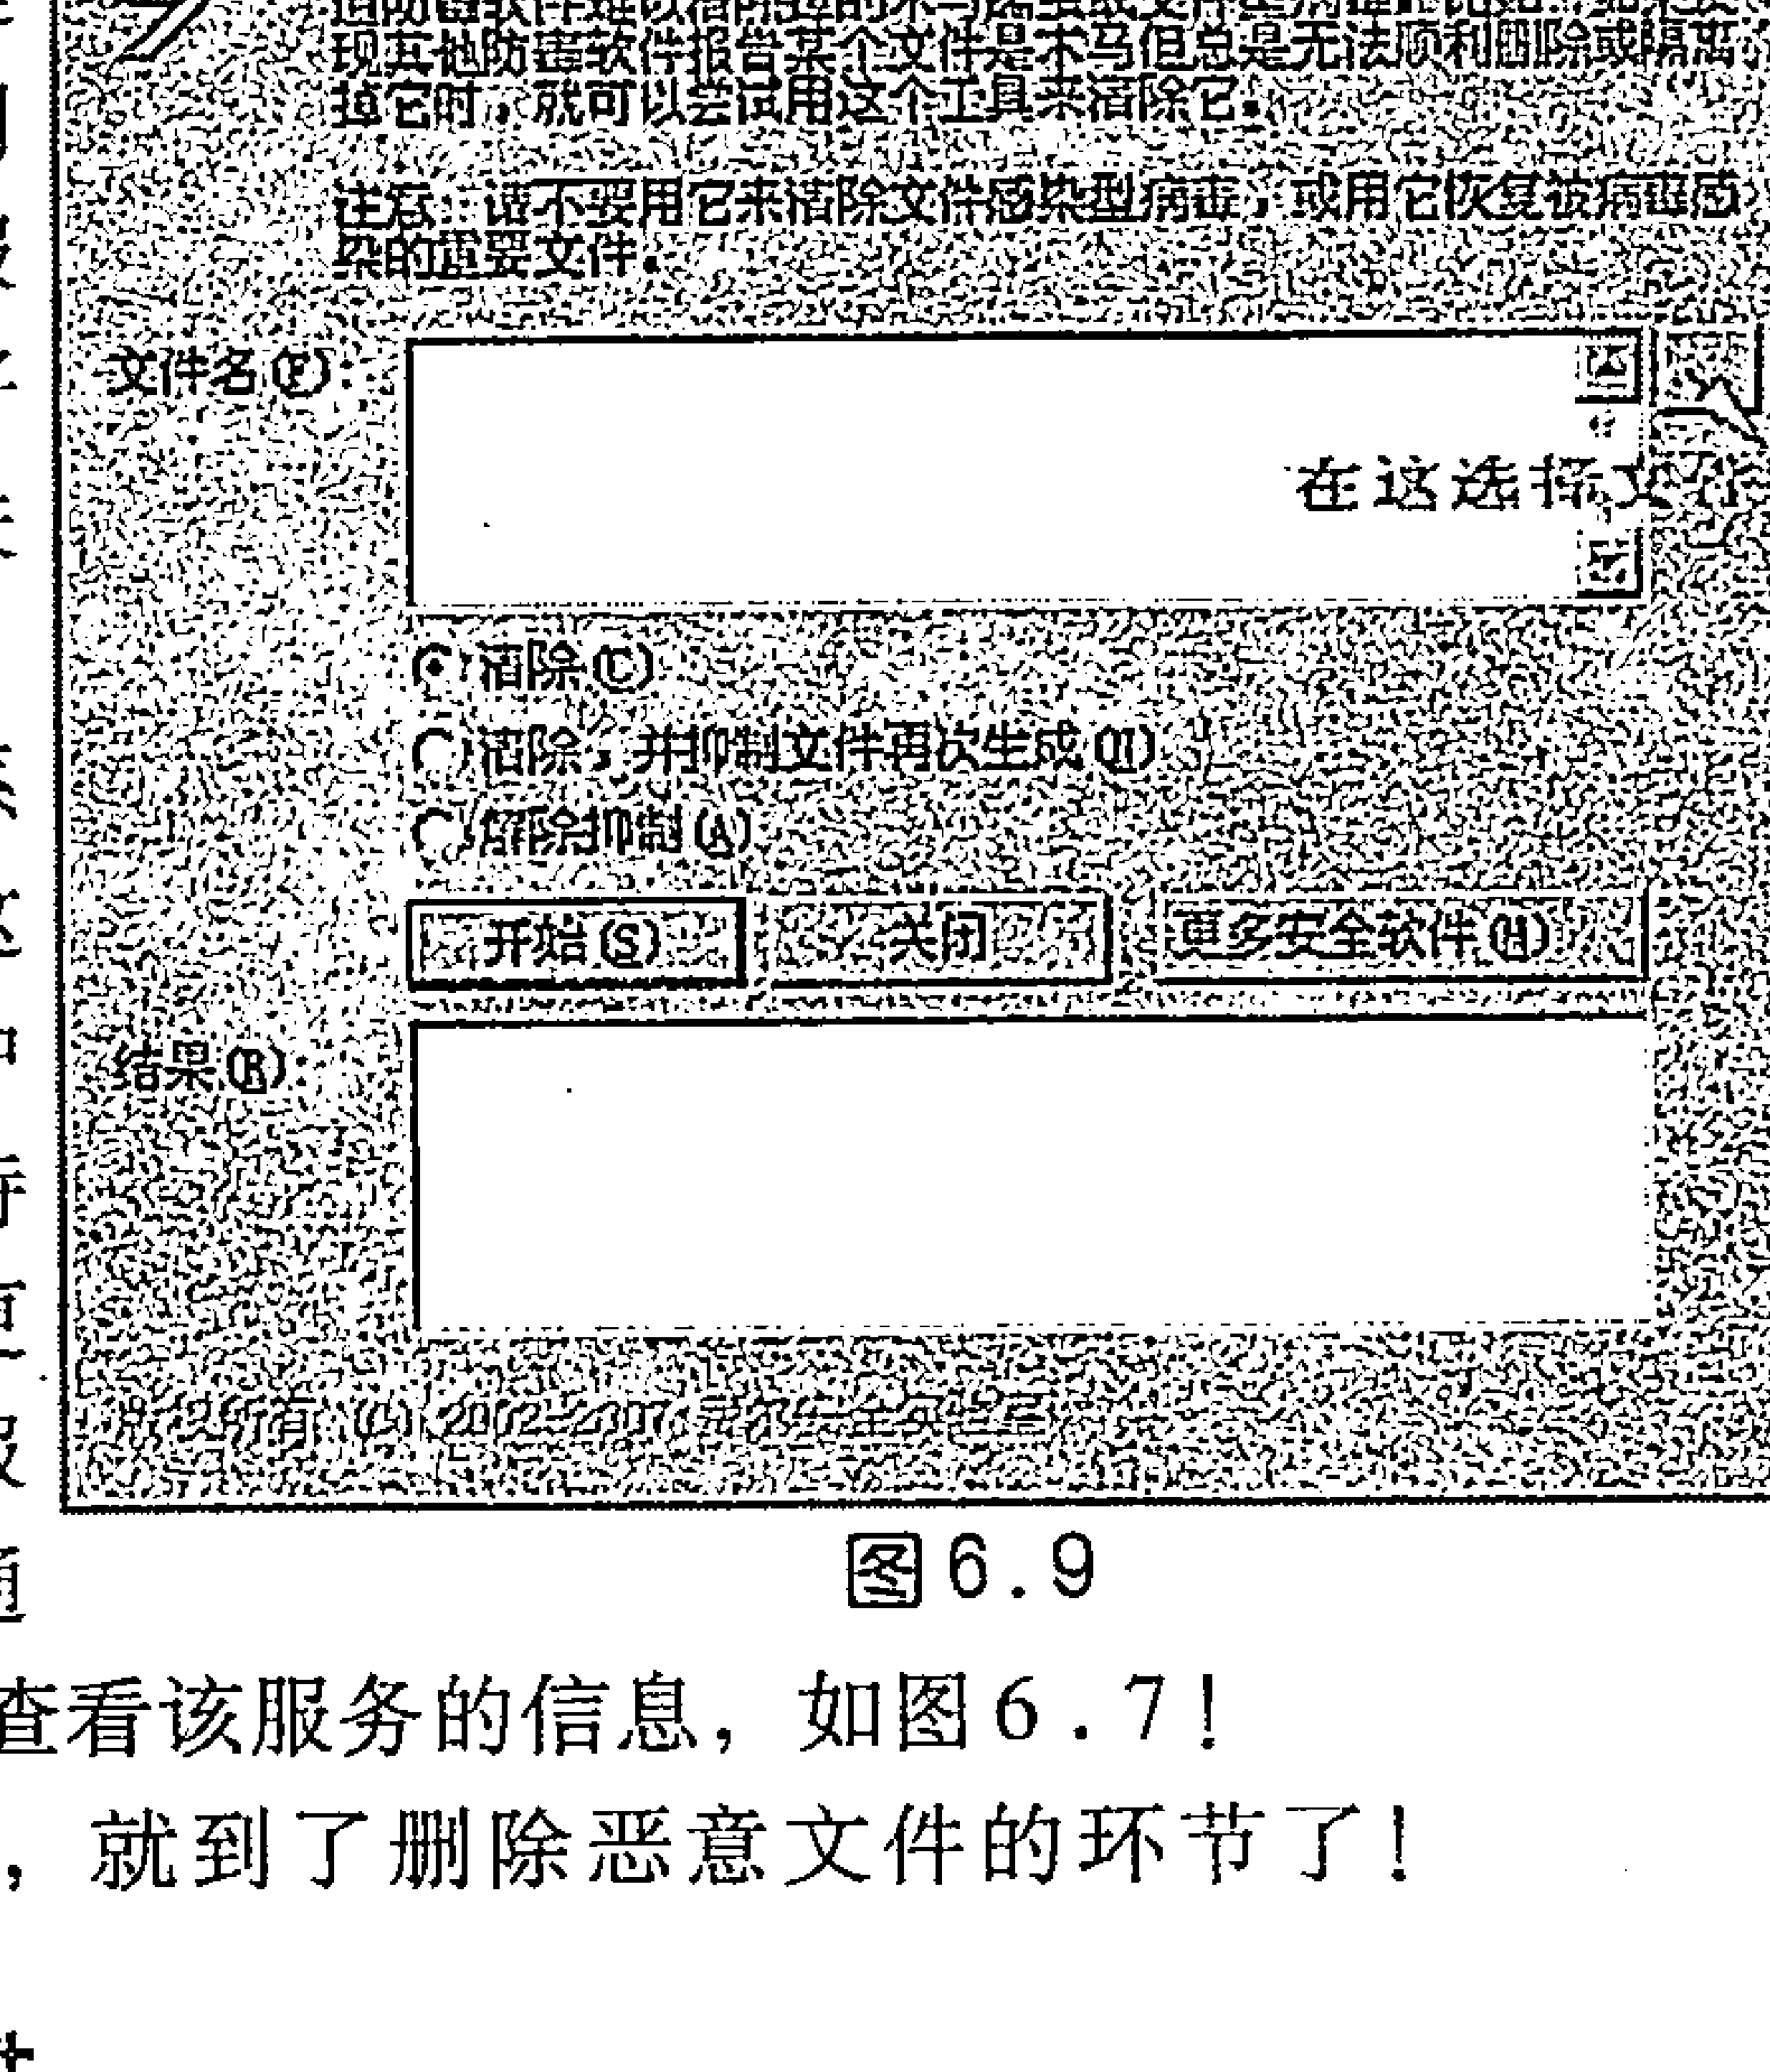 现其他防毒软件报告某个文件是木马但总是无法顺利删除或隔离
掉它时，就可以尝试用这个工具来清除它。
注意：请不要用它来清除文件感染型病毒，或用它恢复被病毒感
染的重要文件。
文件名(F)：
在这选择文
清除(C)
清除，并抑制文件再次生成(N)
解除抑制(A)
开始(S)
关闭
更多安全软件(H)
结果(R)：
所有 (C) 2002-2007
图6.9
查看该服务的信息，如图6.7！
，就到了删除恶意文件的环节了！